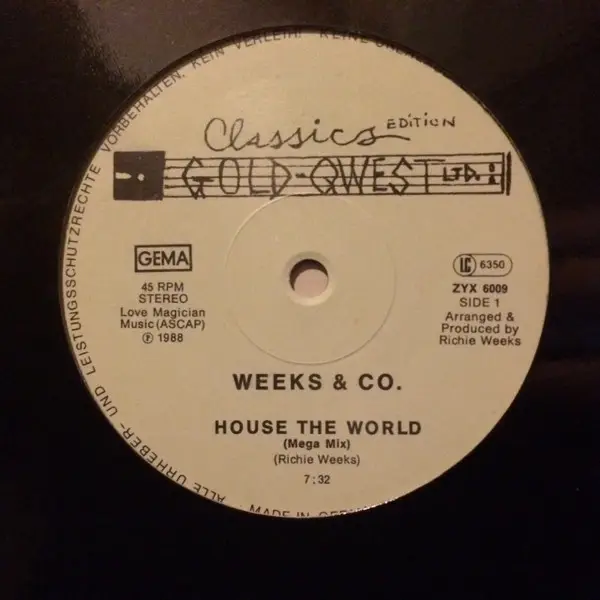 ALLE URHEBER- UND LEISTUNGSSCHUTZRECHTE VORBEHALTEN. KEIN VERLEIH! KEINE
Classics EDITION
GOLD-QWEST LTD.
GEMA
45 RPM
STEREO
Love Magician
Music (ASCAP)
℗ 1988
LC 6350
ZYX 6009
SIDE 1
Arranged &
Produced by
Richie Weeks
WEEKS & CO.
HOUSE THE WORLD
(Mega Mix)
(Richie Weeks)
7:32
MADE IN